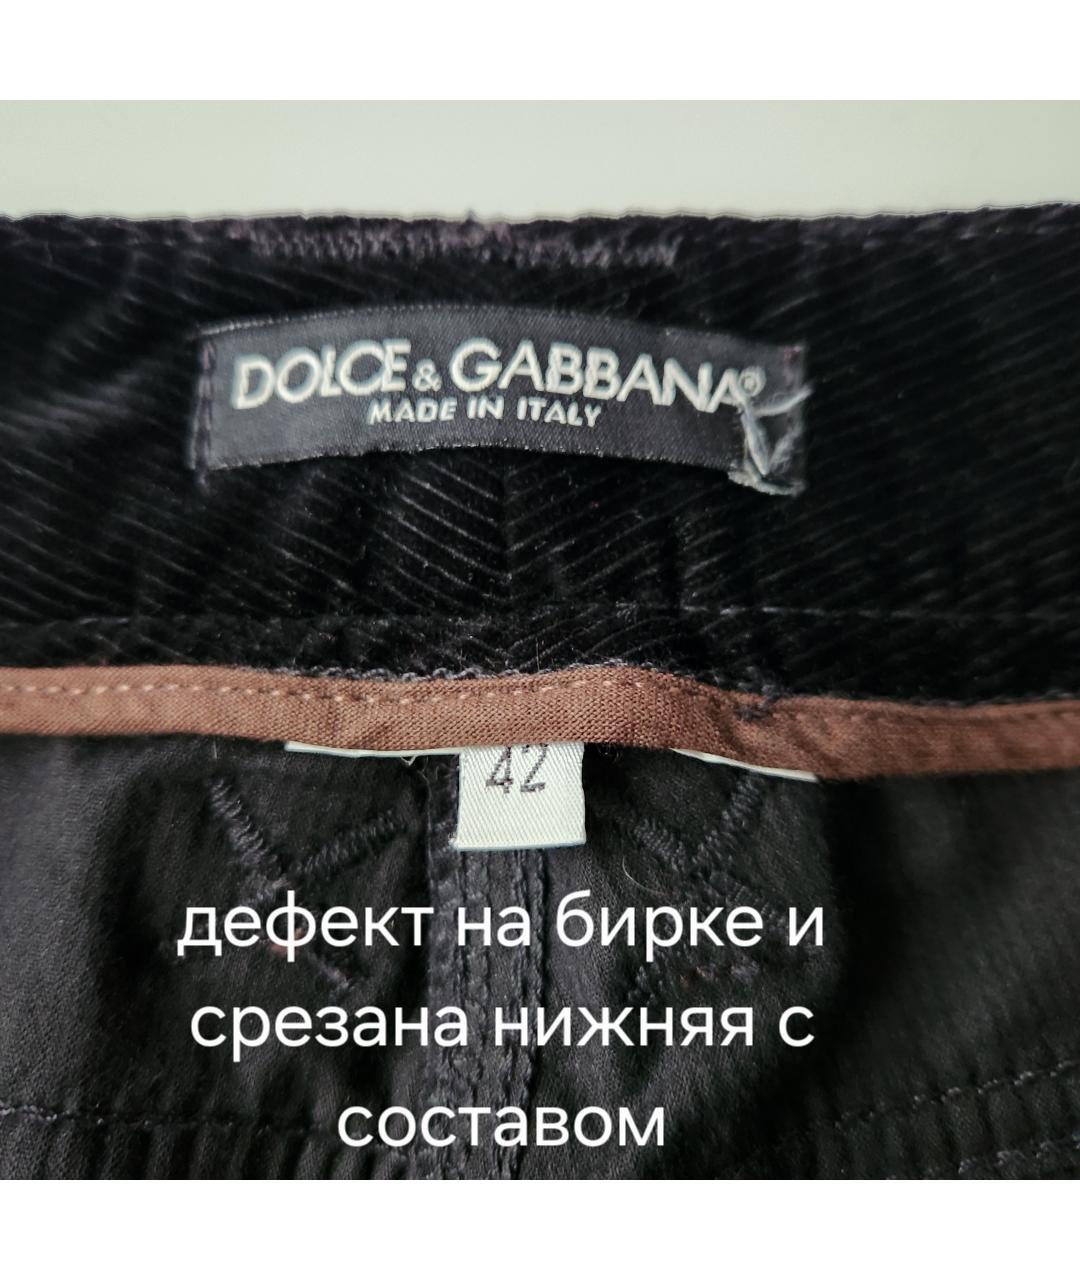 DOLCE & GABBANA®
MADE IN ITALY
42
дефект на бирке и
срезана нижняя с
составом